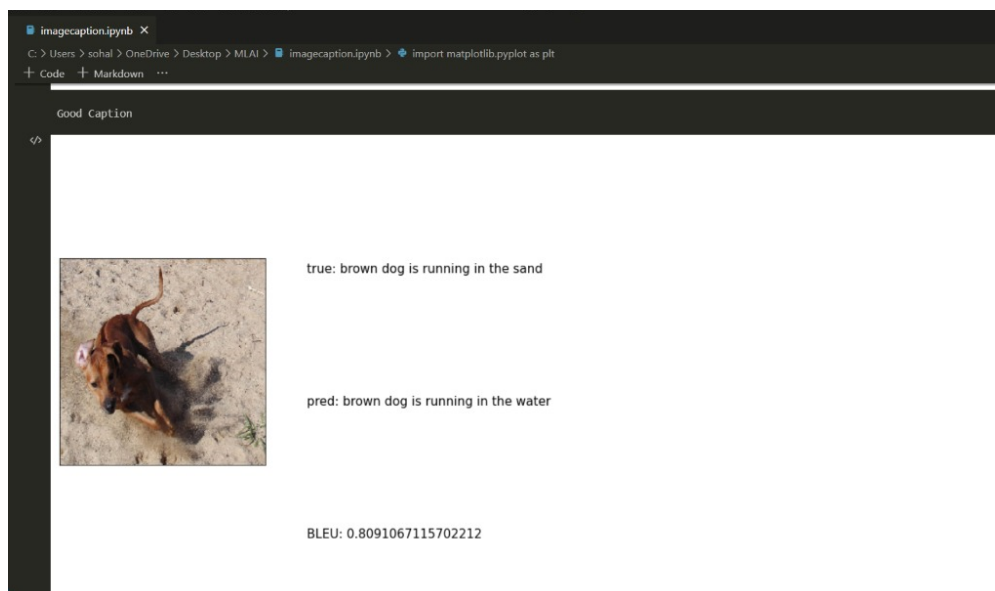 imagecaption.ipynb ×
C: > Users > sohal > OneDrive > Desktop > MLAI > imagecaption.ipynb > import matplotlib.pyplot as plt
+ Code + Markdown ···
Good Caption
</>
true: brown dog is running in the sand
pred: brown dog is running in the water
BLEU: 0.8091067115702212